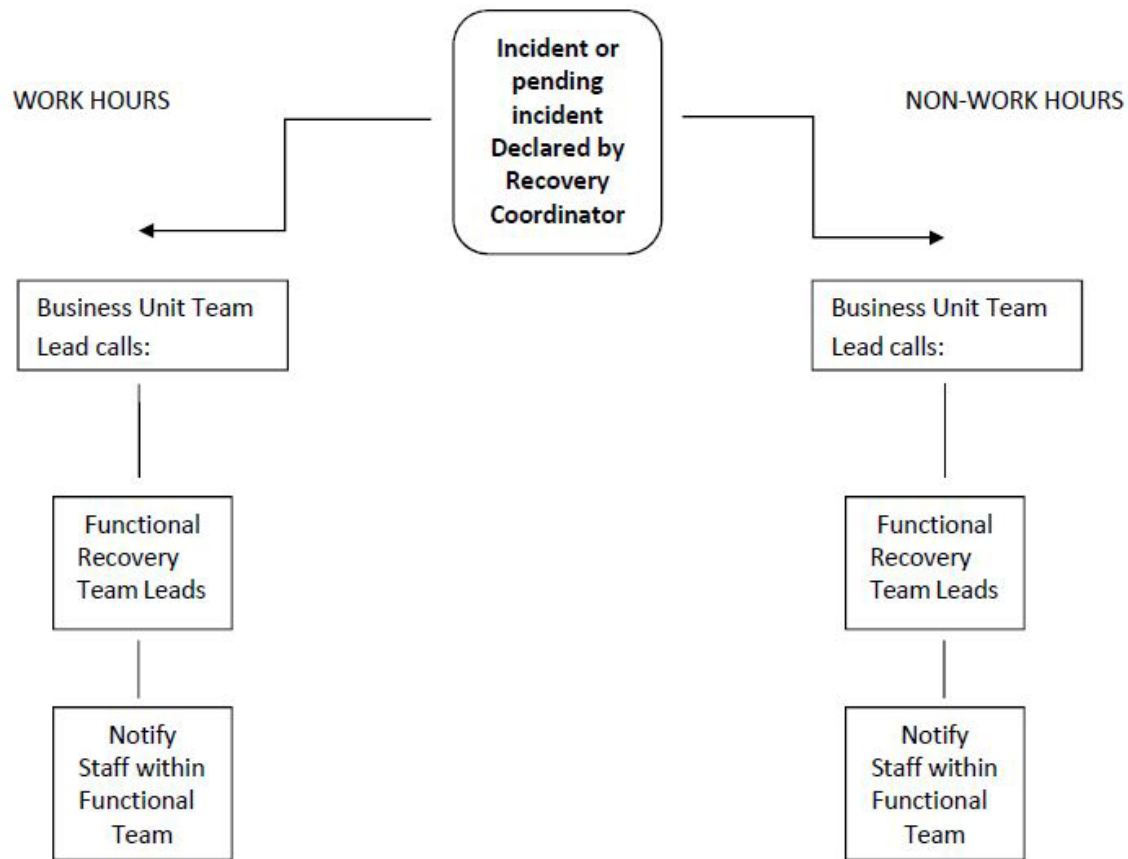 Incident or
pending
incident
Declared by
Recovery
Coordinator
WORK HOURS
NON-WORK HOURS
Business Unit Team
Lead calls:
Functional
Recovery
Team Leads
Notify
Staff within
Functional
Team
Business Unit Team
Lead calls:
Functional
Recovery
Team Leads
Notify
Staff within
Functional
Team